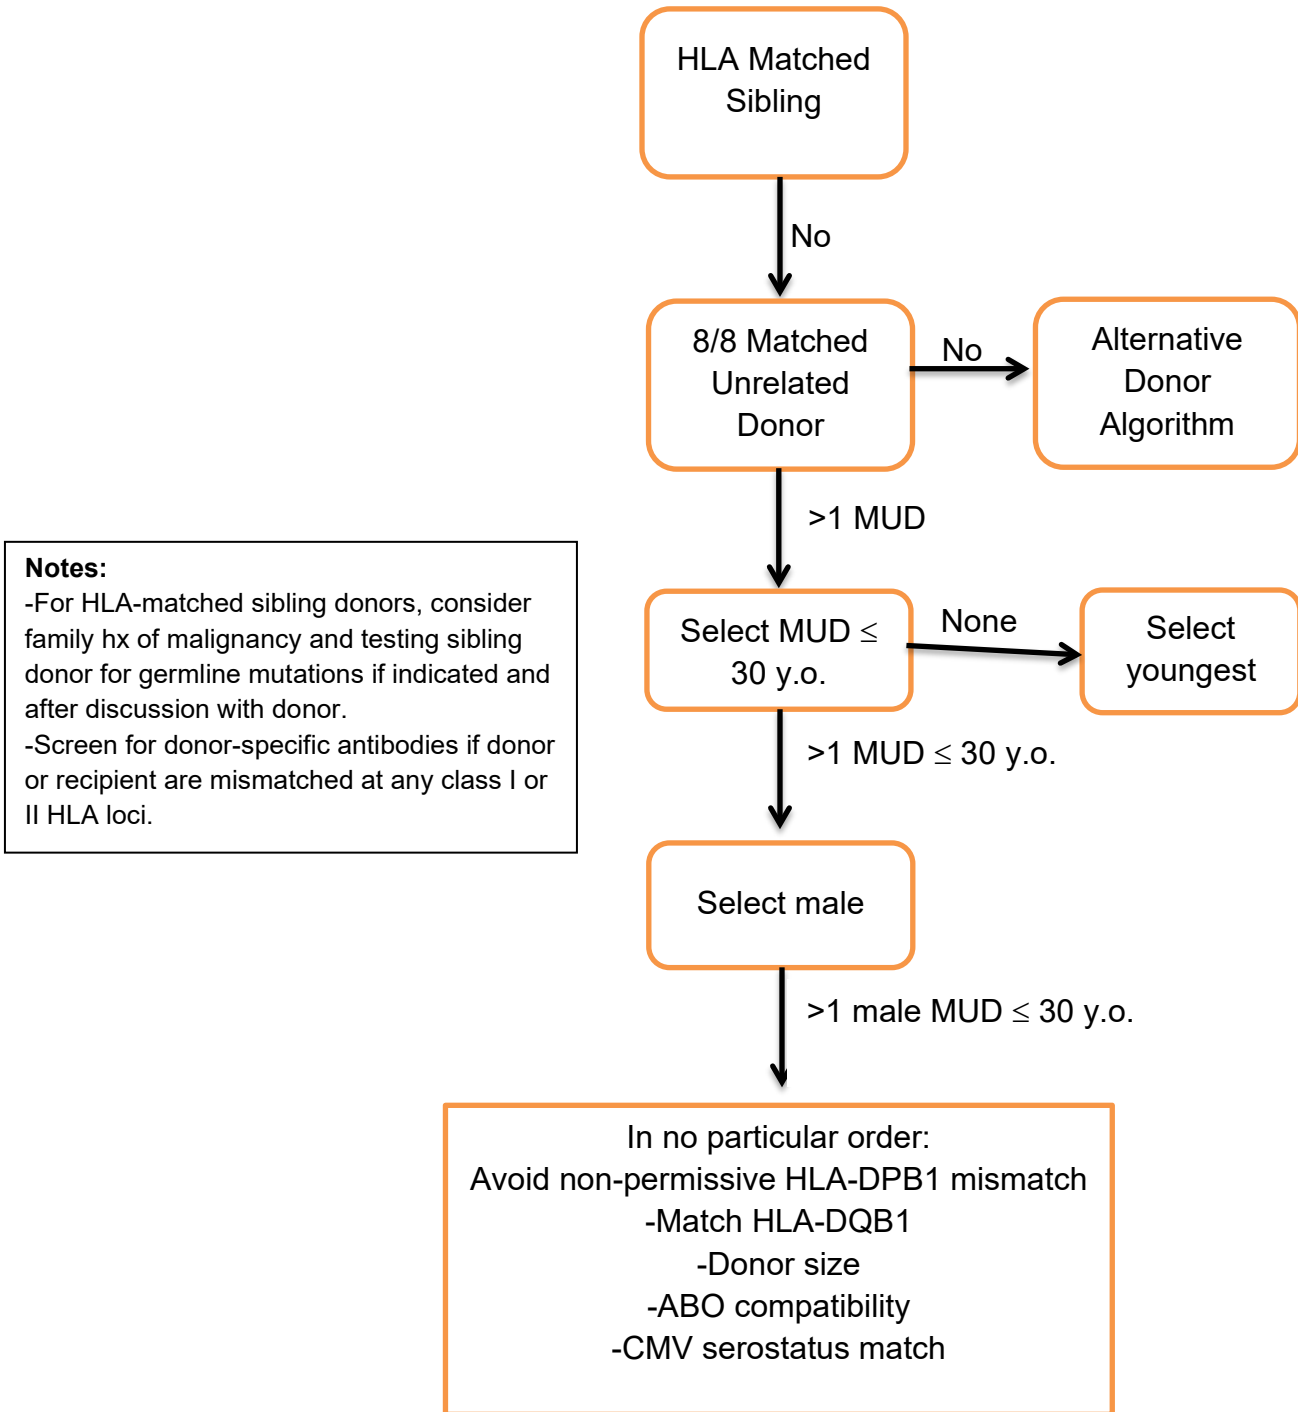 HLA Matched
Sibling
No
8/8 Matched
Unrelated
Donor
No
Alternative
Donor
Algorithm
>1 MUD
Notes:
-For HLA-matched sibling donors, consider
family hx of malignancy and testing sibling
donor for germline mutations if indicated and
after discussion with donor.
-Screen for donor-specific antibodies if donor
or recipient are mismatched at any class I or
II HLA loci.
Select MUD ≤
30 y.o.
None
Select
youngest
>1 MUD ≤ 30 y.o.
Select male
>1 male MUD ≤ 30 y.o.
In no particular order:
Avoid non-permissive HLA-DPB1 mismatch
-Match HLA-DQB1
-Donor size
-ABO compatibility
-CMV serostatus match